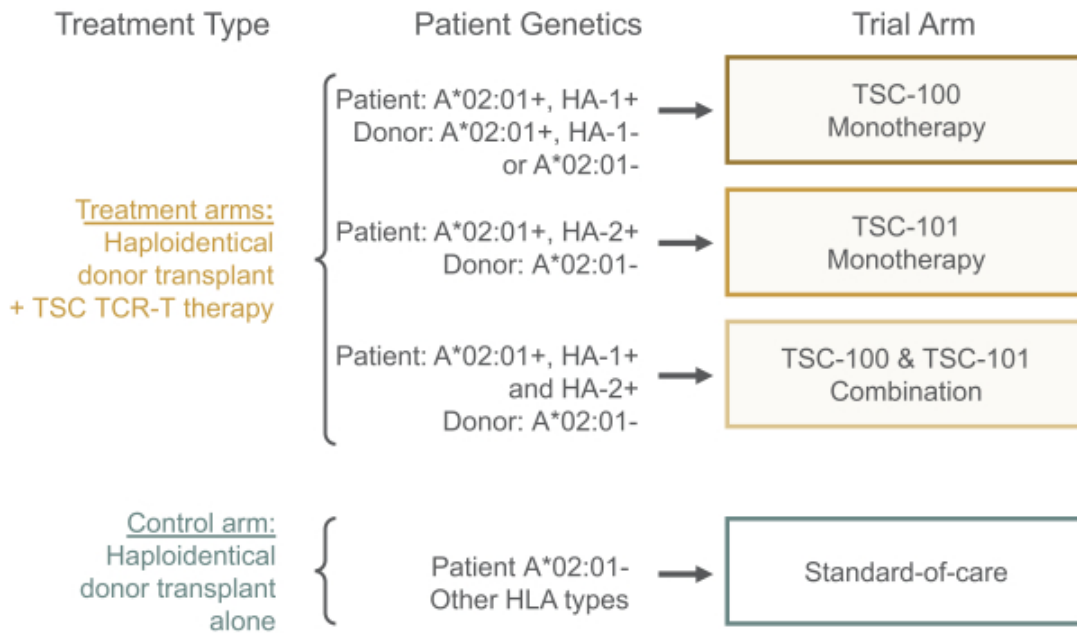 Treatment Type
Patient Genetics
Trial Arm
Treatment arms:
Haploidentical
donor transplant
+ TSC TCR-T therapy
Patient: A*02:01+, HA-1+
Donor: A*02:01+, HA-1-
or A*02:01-
TSC-100
Monotherapy
Patient: A*02:01+, HA-2+
Donor: A*02:01-
TSC-101
Monotherapy
Patient: A*02:01+, HA-1+
and HA-2+
Donor: A*02:01-
TSC-100 & TSC-101
Combination
Control arm:
Haploidentical
donor transplant
alone
Patient A*02:01-
Other HLA types
Standard-of-care